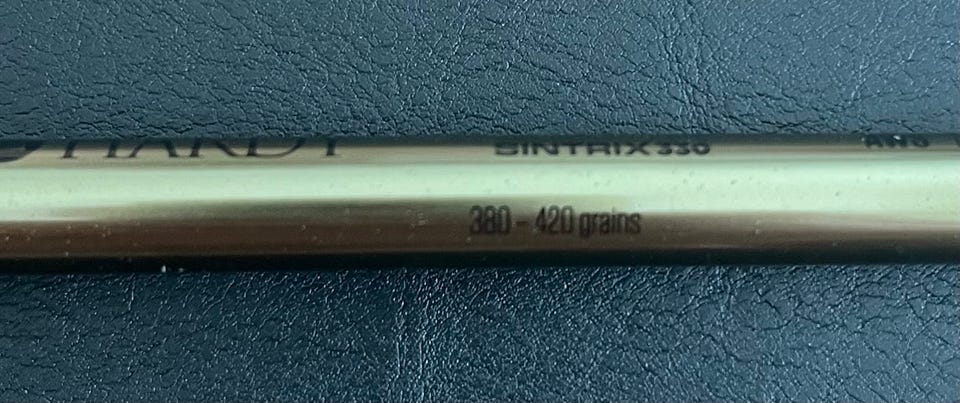 HARDY SINTRIX 330
380 - 420 grains